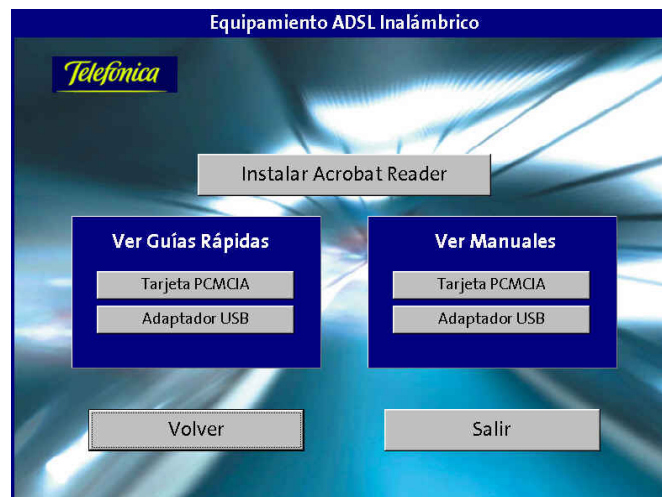 Equipamiento ADSL Inalámbrico
Telefónica
Instalar Acrobat Reader
Ver Guías Rápidas
Tarjeta PCMCIA
Adaptador USB
Ver Manuales
Tarjeta PCMCIA
Adaptador USB
Volver
Salir